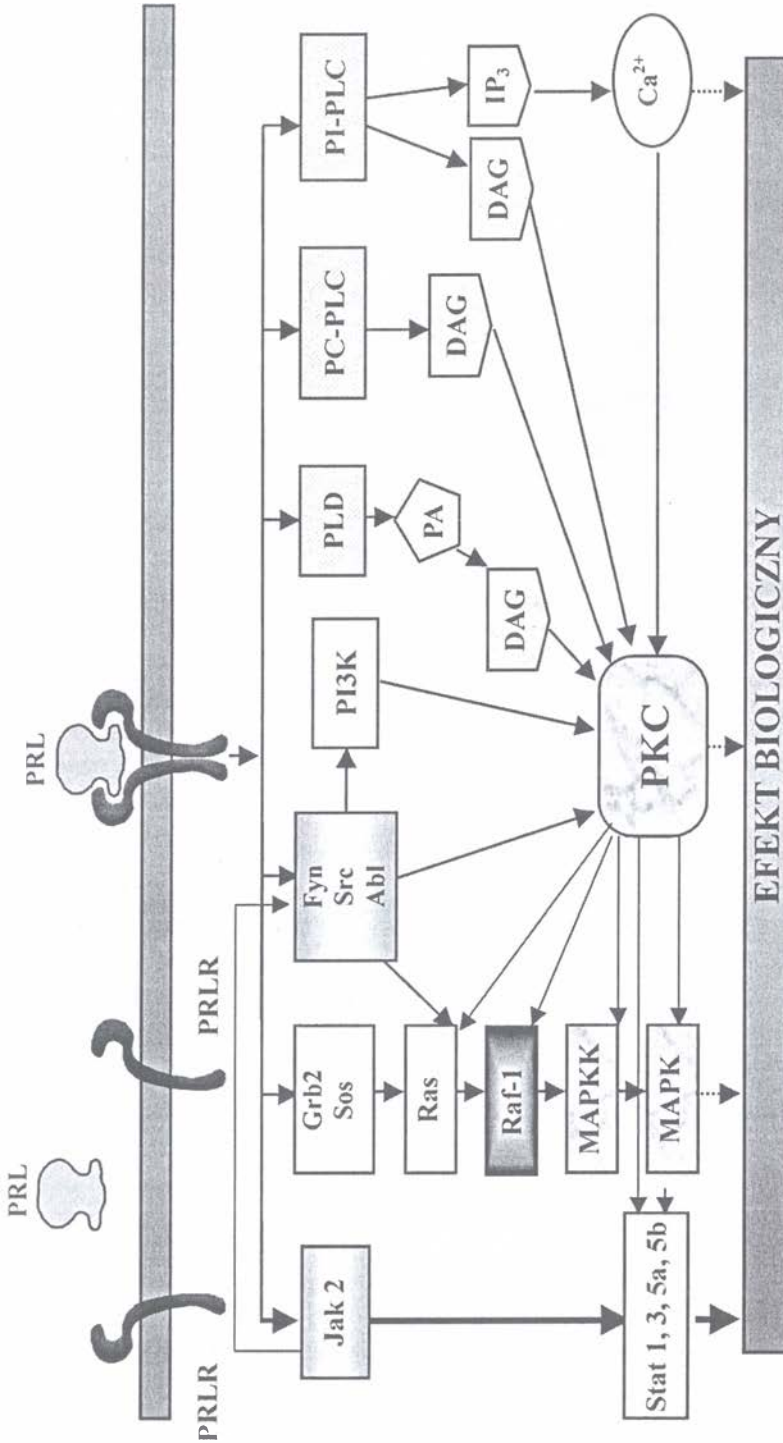 PRL
PRL
PRLR
PRLR
Jak 2
Grb2
Sos
Fyn
Src
Abl
PI3K
PLD
PC-PLC
PI-PLC
Ras
PA
DAG
DAG
DAG
IP₃
Raf-1
MAPKK
MAPK
Stat 1, 3, 5a, 5b
PKC
Ca²⁺
EFEKT BIOLOGICZNY